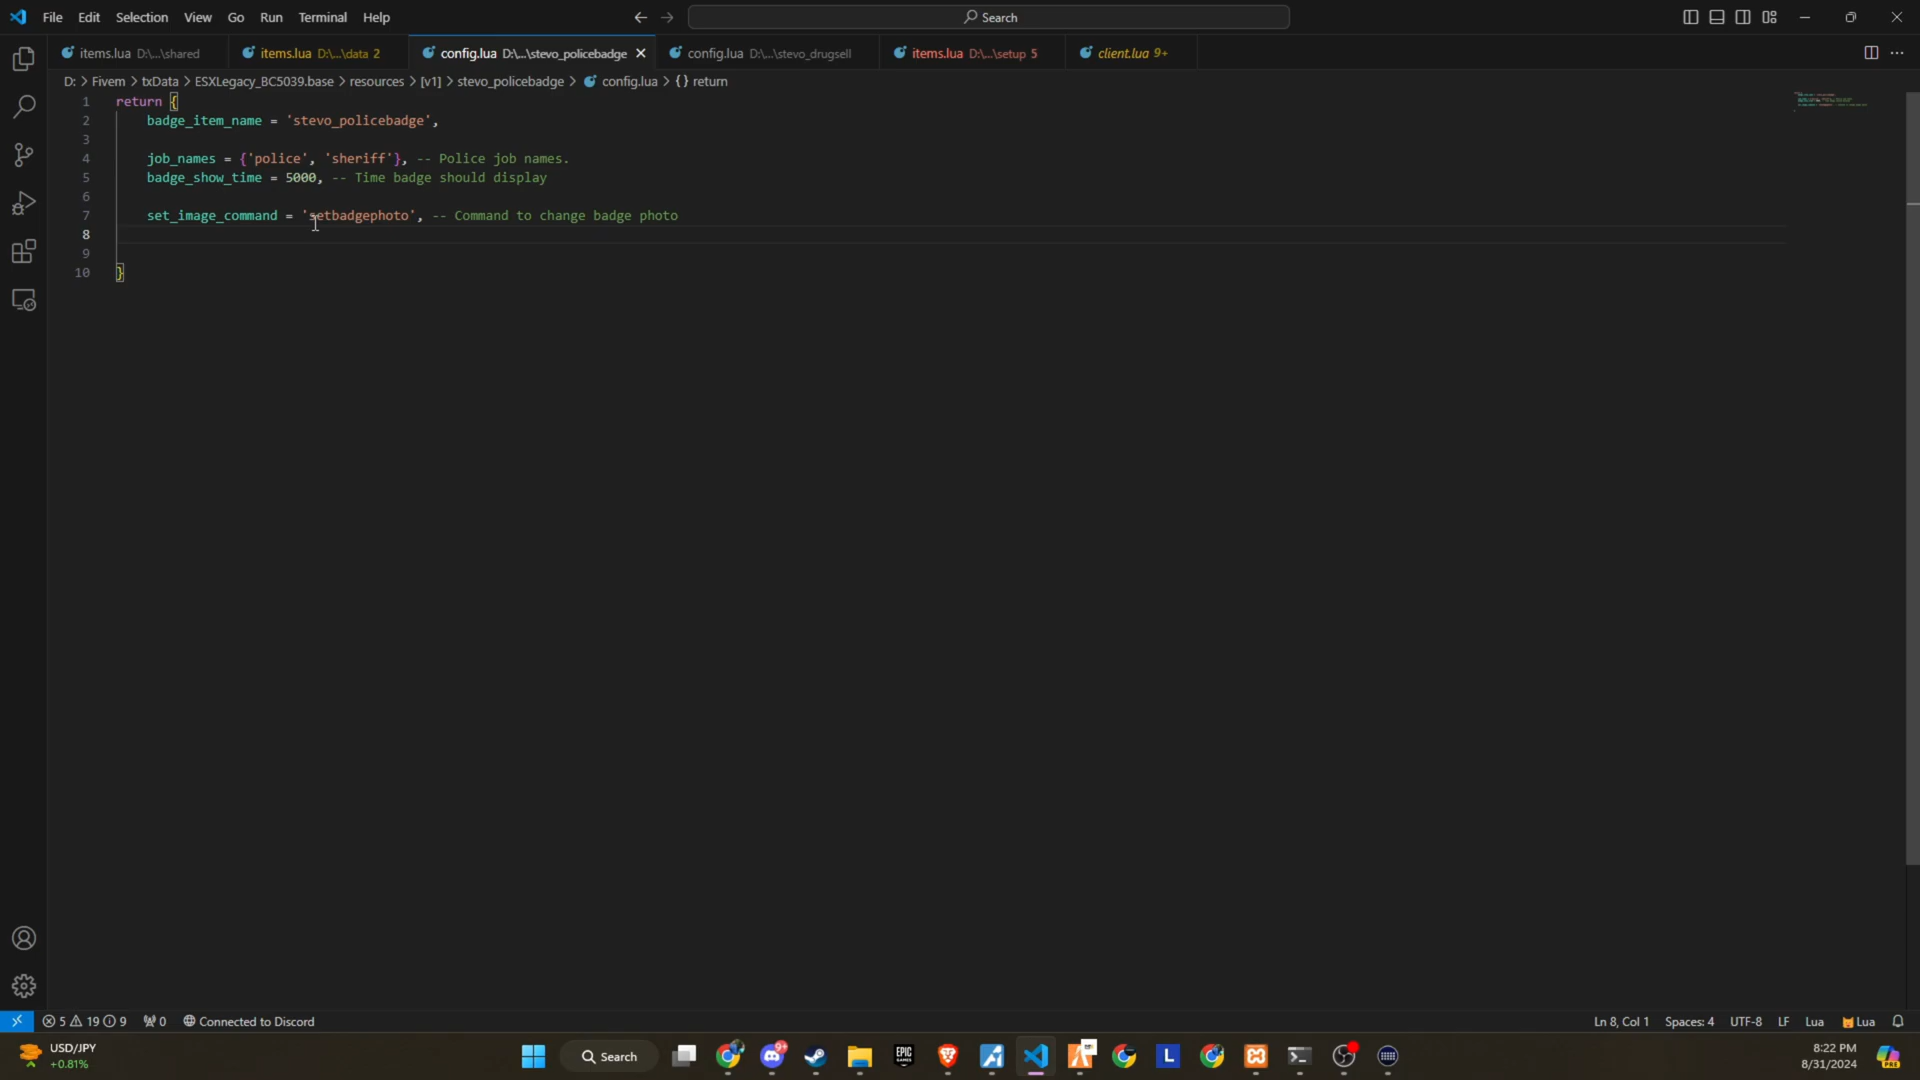 File Edit Selection View Go Run Terminal Help
Search
items.lua D:\...\shared
items.lua D:\...\data 2
config.lua D:\...\stevo_policebadge
config.lua D:\...\stevo_drugsell
items.lua D:\...\setup 5
client.lua 9+
D: > Fivem > txData > ESXLegacy_BC5039.base > resources > [v1] > stevo_policebadge > config.lua > {} return
1 return {
2 badge_item_name = 'stevo_policebadge',
3
4 job_names = {'police', 'sheriff'}, -- Police job names.
5 badge_show_time = 5000, -- Time badge should display
6
7 set_image_command = 'setbadgephoto', -- Command to change badge photo
8
9
10 }
5 19 9 0 Connected to Discord
Ln 8, Col 1 Spaces: 4 UTF-8 LF Lua Lua
USD/JPY
+0.81%
Search
9+
EPIC
GAMES
L
8:22 PM
8/31/2024
PRE